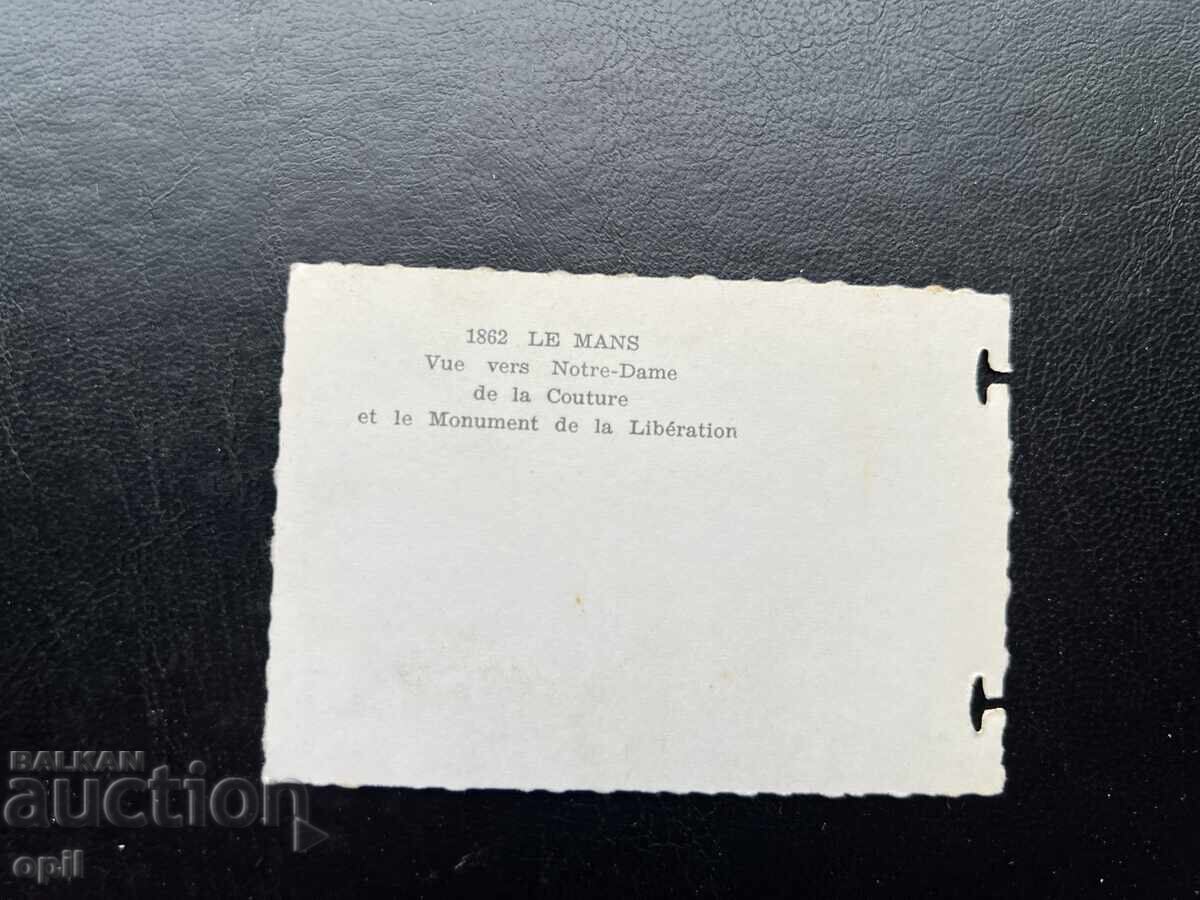 1862 LE MANS
Vue vers Notre-Dame
de la Couture
et le Monument de la Libération
BALKAN
auction
opil